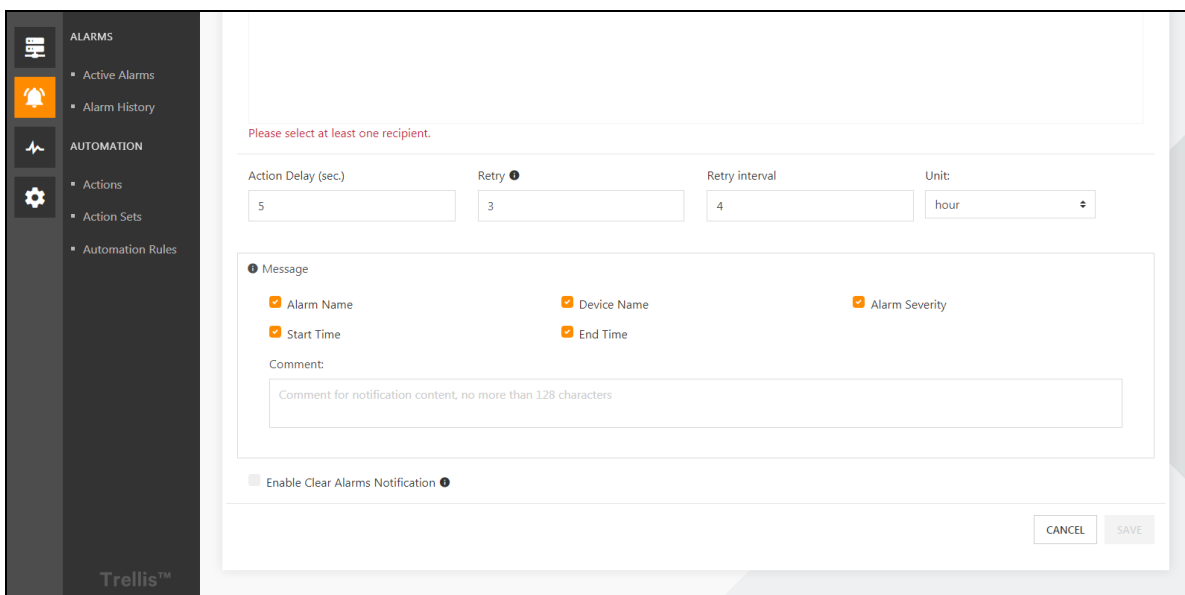 ALARMS
Active Alarms
Alarm History
AUTOMATION
Actions
Action Sets
Automation Rules
Trellis™
Please select at least one recipient.
Action Delay (sec.) Retry Retry interval Unit:
5 3 4 hour
Message
Alarm Name Device Name Alarm Severity
Start Time End Time
Comment:
Comment for notification content, no more than 128 characters
Enable Clear Alarms Notification
CANCEL SAVE